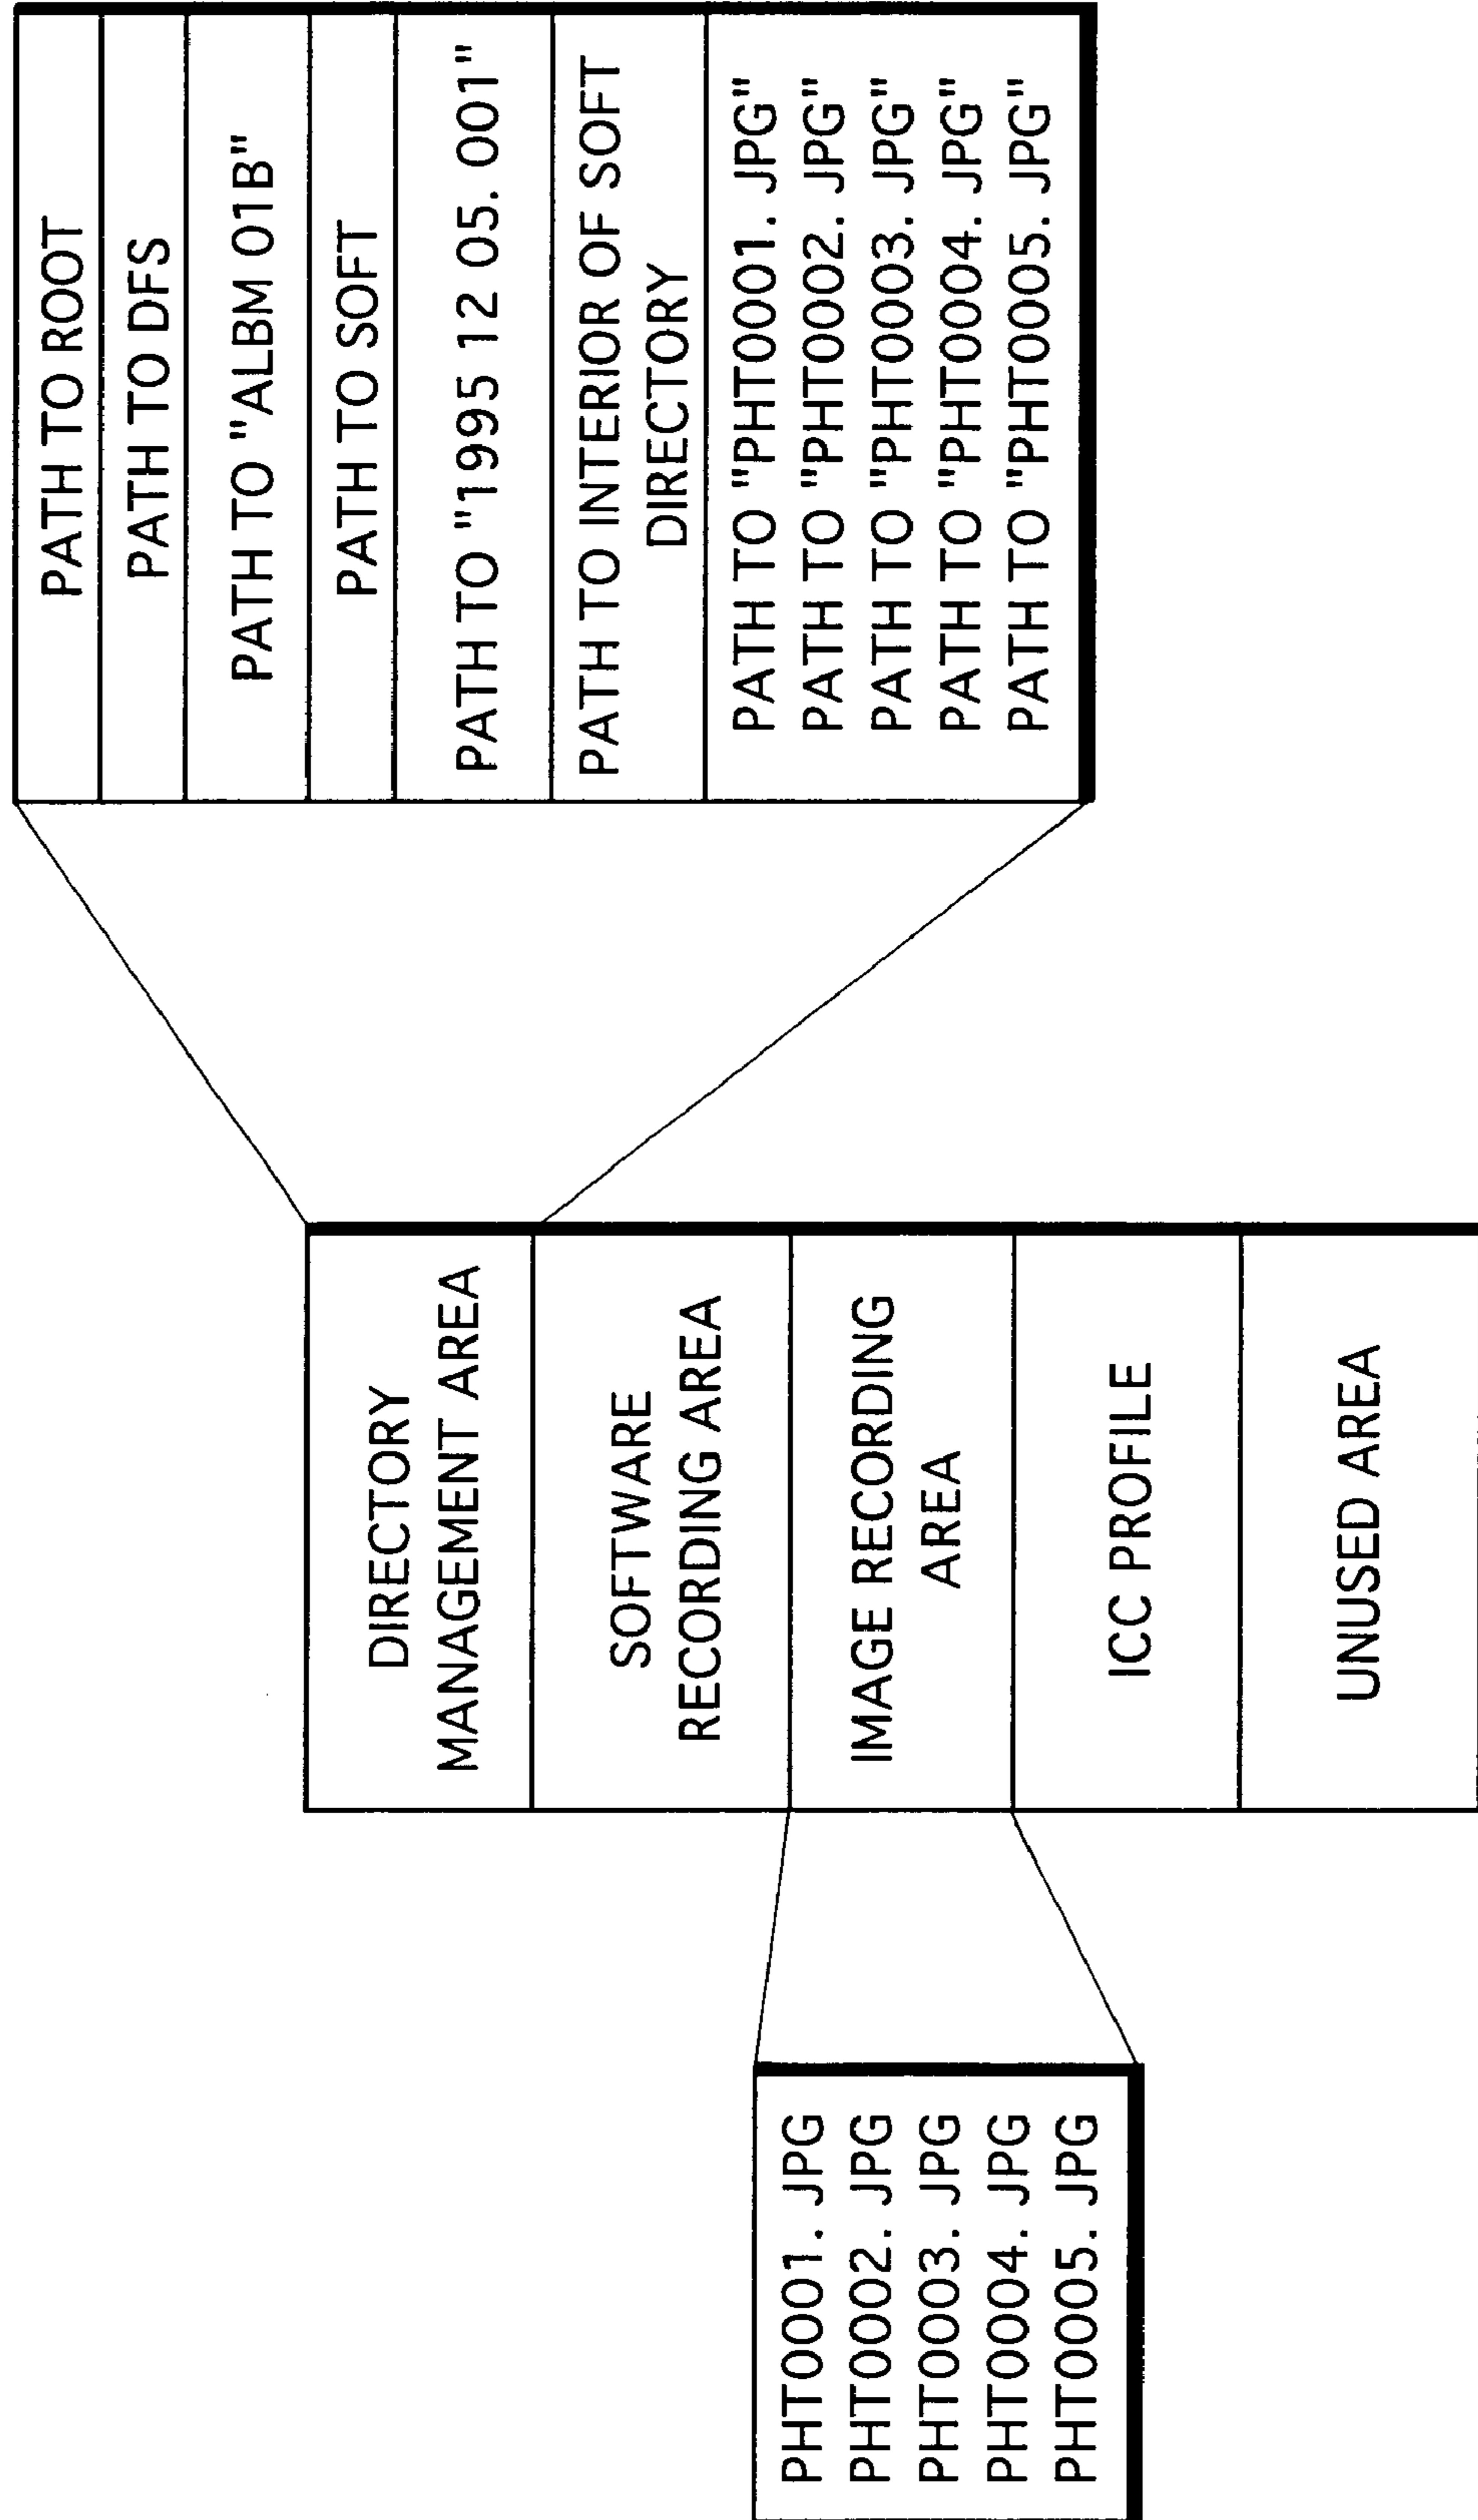 PHT0001. JPG
PHT0002. JPG
PHT0003. JPG
PHT0004. JPG
PHT0005. JPG
DIRECTORY
MANAGEMENT AREA
SOFTWARE
RECORDING AREA
IMAGE RECORDING
AREA
ICC PROFILE
UNUSED AREA
PATH TO ROOT
PATH TO DFS
PATH TO "ALBM 01B"
PATH TO SOFT
PATH TO "1995 12 05. 001"
PATH TO INTERIOR OF SOFT
DIRECTORY
PATH TO "PHT0001. JPG"
PATH TO "PHT0002. JPG"
PATH TO "PHT0003. JPG"
PATH TO "PHT0004. JPG"
PATH TO "PHT0005. JPG"